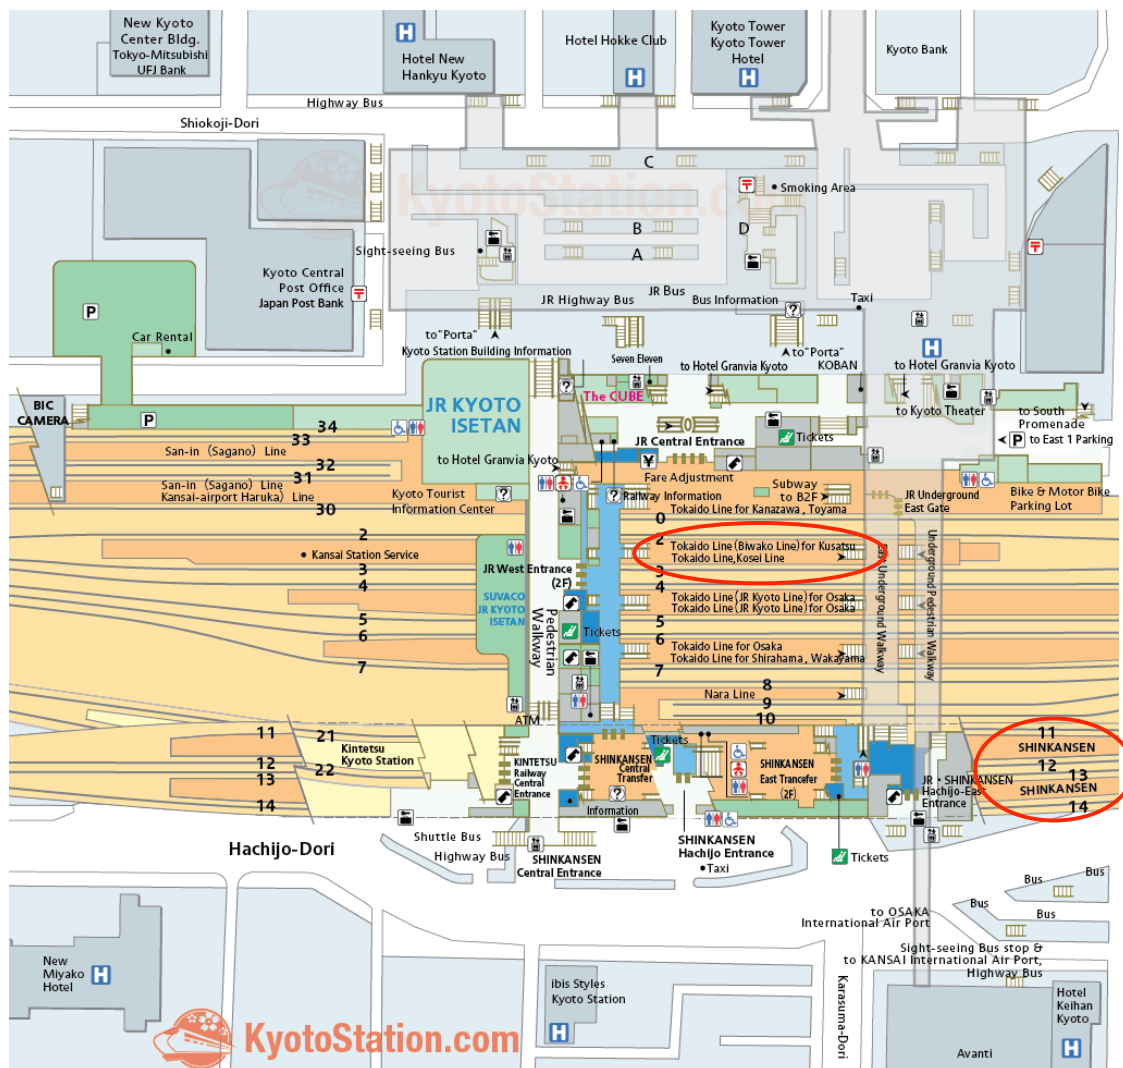 New Kyoto
Center Bldg.
Tokyo-Mitsubishi
UFJ Bank
H
Hotel New
Hankyu Kyoto
Hotel Hokke Club
H
Kyoto Tower
Kyoto Tower
Hotel
H
Kyoto Bank
Highway Bus
Shiokoji-Dori
C
KyotoStation.com
Smoking Area
B
D
A
Sight-seeing Bus
Kyoto Central
Post Office
Japan Post Bank
P
JR Highway Bus
JR Bus
Bus Information
?
Taxi
Car Rental
to"Porta"
Kyoto Station Building Information
Seven Eleven
to Hotel Granvia Kyoto
to"Porta"
KOBAN
H
to Hotel Granvia Kyoto
?
The CUBE
BIC
CAMERA
P
JR KYOTO
ISETAN
to Kyoto Theater
to South
Promenade
P to East 1 Parking
34
33
San-in (Sagano) Line
32
31
San-in (Sagano) Line
Kansai-airport Haruka) Line
30
JR Central Entrance
Tickets
to Hotel Granvia Kyoto
¥
Fare Adjustment
Kyoto Tourist
Information Center
?
?
Railway Information
Subway
to B2F
Tokaido Line for Kanazawa , Toyama
JR Underground
East Gate
Bike & Motor Bike
Parking Lot
0
2
2
Tokaido Line(Biwako Line)for Kusatsu
Tokaido Line,Kosei Line
Kansai Station Service
3
3
JR West Entrance
(2F)
4
4
SUVACO
JR KYOTO
ISETAN
Tokaido Line(JR Kyoto Line)for Osaka
Tokaido Line(JR Kyoto Line)for Osaka
5
5
6
6
Pedestrian
Walkway
Tickets
Tokaido Line for Osaka
Tokaido Line for Shirahama , Wakayama
7
7
East Underground Walkway
Underground Pedestrian Walkway
8
Nara Line
9
10
ATM
11
21
Kintetsu
Kyoto Station
12
22
13
14
KINTETSU
Railway
Central
Entrance
SHINKANSEN
Central
Transfer
?
Information
Tickets
SHINKANSEN
East Trancefer
(2F)
JR・SHINKANSEN
Hachijo-East
Entrance
11
SHINKANSEN
12
13
SHINKANSEN
14
Shuttle Bus
Highway Bus
SHINKANSEN
Central Entrance
SHINKANSEN
Hachijo Entrance
Taxi
Tickets
Hachijo-Dori
Bus
Bus
Bus
Bus
to OSAKA
International Air Port
Sight-seeing Bus stop &
to KANSAI International Air Port,
Highway Bus
New
Miyako
Hotel
H
ibis Styles
Kyoto Station
H
Karasuma-Dori
Hotel
Keihan
Kyoto
H
Avanti
KyotoStation.com